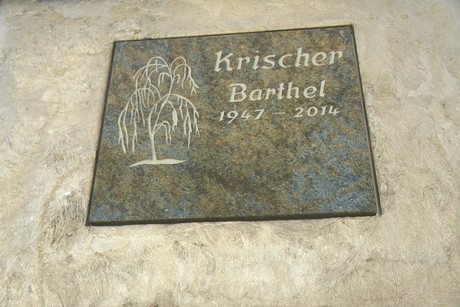 Krischer
Barthel
1947 – 2014